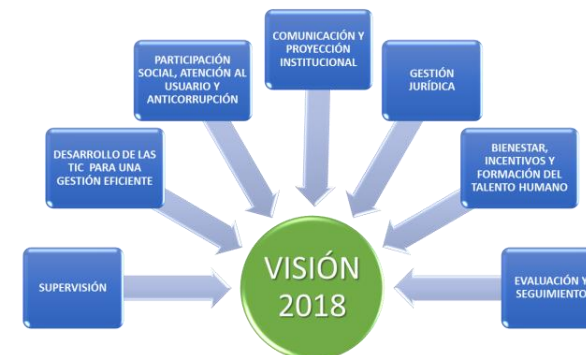 COMUNICACIÓN Y
PROYECCIÓN
INSTITUCIONAL
PARTICIPACIÓN
SOCIAL, ATENCIÓN AL
USUARIO Y
ANTICORRUPCIÓN
GESTIÓN
JURÍDICA
DESARROLLO DE LAS
TIC PARA UNA
GESTIÓN EFICIENTE
BIENESTAR,
INCENTIVOS Y
FORMACIÓN DEL
TALENTO HUMANO
SUPERVISIÓN
VISIÓN
2018
EVALUACIÓN Y
SEGUIMIENTO